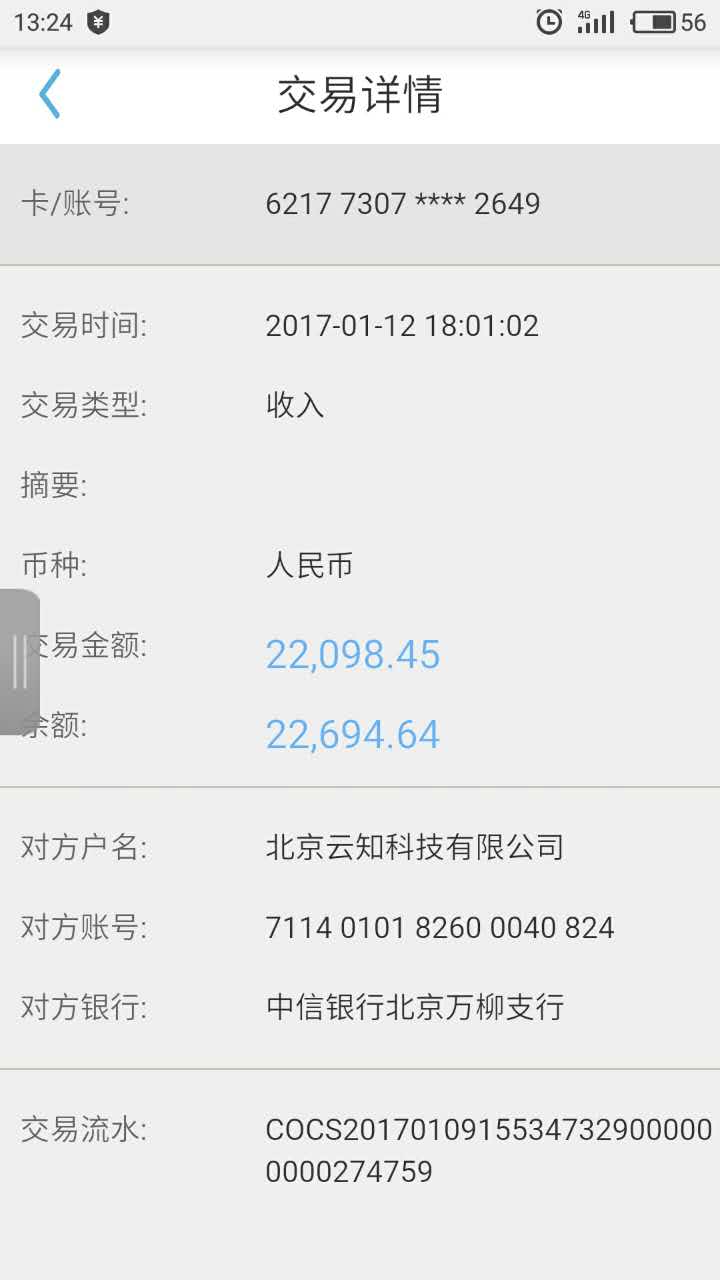 13:24 ¥ 4G 56
交易详情
卡/账号: 6217 7307 **** 2649
交易时间: 2017-01-12 18:01:02
交易类型: 收入
摘要:
币种: 人民币
交易金额: 22,098.45
余额: 22,694.64
对方户名: 北京云知科技有限公司
对方账号: 7114 0101 8260 0040 824
对方银行: 中信银行北京万柳支行
交易流水: COCS2017010915534732900000
0000274759